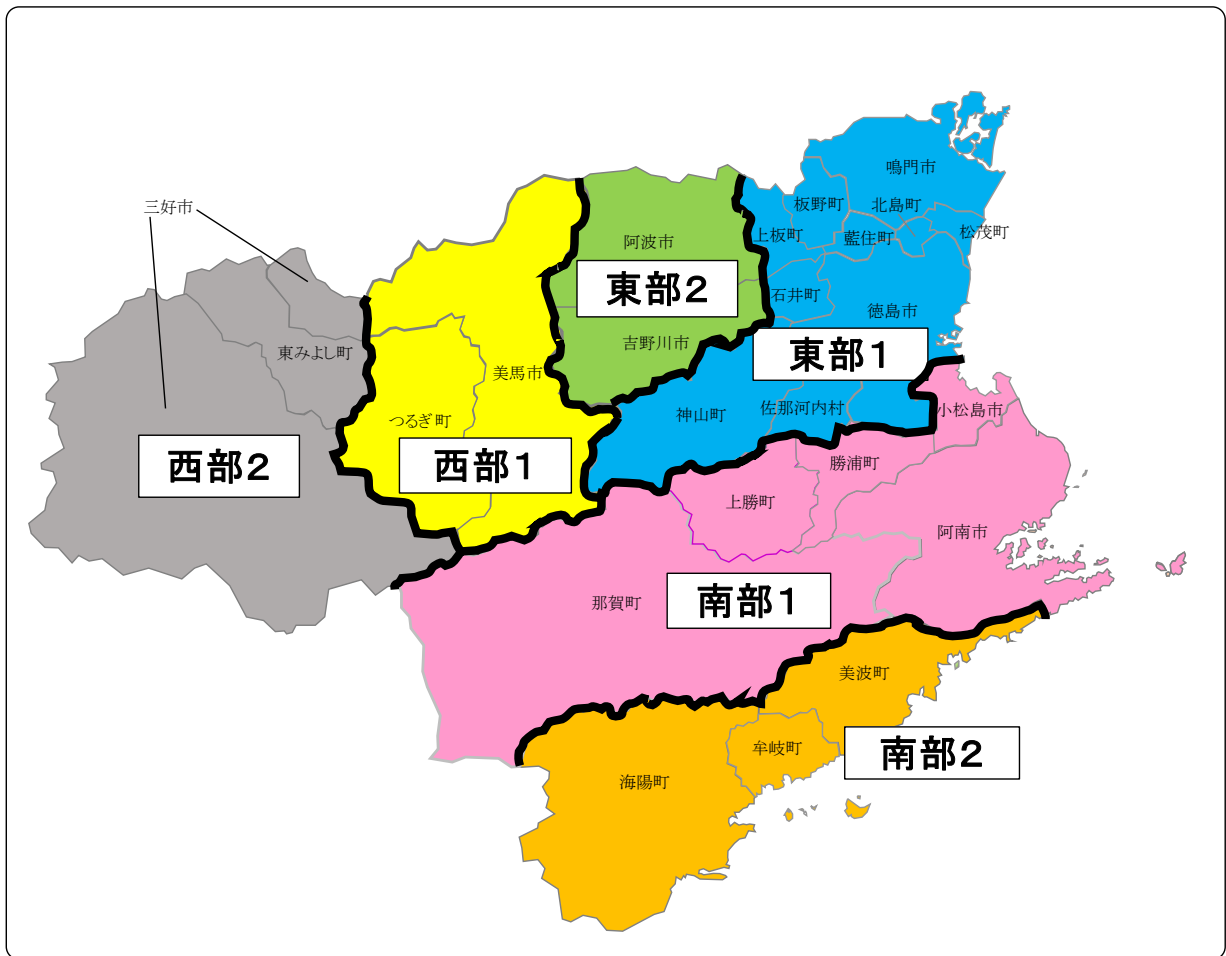 鳴門市
板野町
北島町
三好市
上板町
藍住町
松茂町
阿波市
東部2
石井町
徳島市
吉野川市
東部1
東みよし町
美馬市
つるぎ町
神山町
佐那河内村
小松島市
西部2
西部1
勝浦町
上勝町
阿南市
那賀町
南部1
美波町
牟岐町
南部2
海陽町